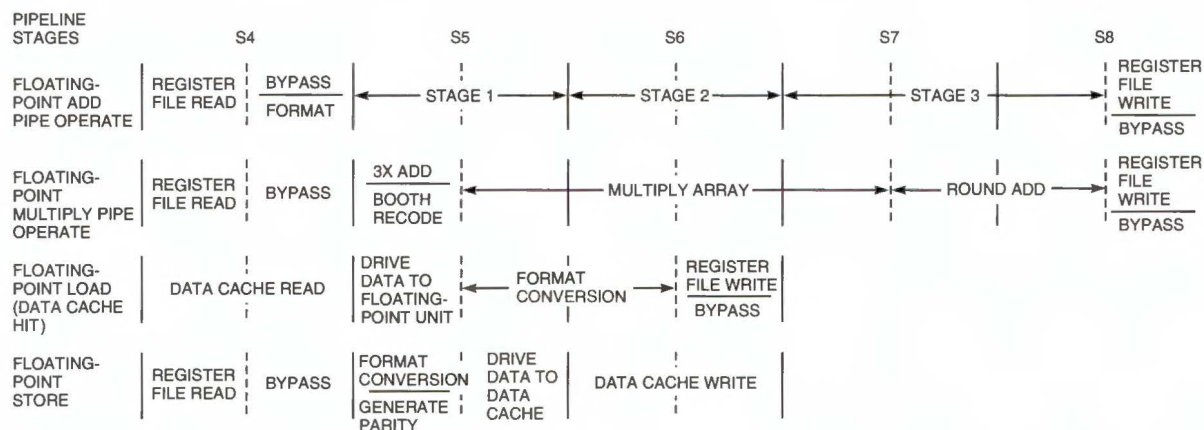 PIPELINE
STAGES
S4
S5
S6
S7
S8
FLOATING-
POINT ADD
PIPE OPERATE
REGISTER
FILE READ
BYPASS
FORMAT
STAGE 1
STAGE 2
STAGE 3
REGISTER
FILE
WRITE
BYPASS
FLOATING-
POINT
MULTIPLY PIPE
OPERATE
REGISTER
FILE READ
BYPASS
3X ADD
BOOTH
RECODE
MULTIPLY ARRAY
ROUND ADD
REGISTER
FILE
WRITE
BYPASS
FLOATING-
POINT LOAD
(DATA CACHE
HIT)
DATA CACHE READ
DRIVE
DATA TO
FLOATING-
POINT UNIT
FORMAT
CONVERSION
REGISTER
FILE WRITE
BYPASS
FLOATING-
POINT
STORE
REGISTER
FILE READ
BYPASS
FORMAT
CONVERSION
GENERATE
PARITY
DRIVE
DATA TO
DATA
CACHE
DATA CACHE WRITE